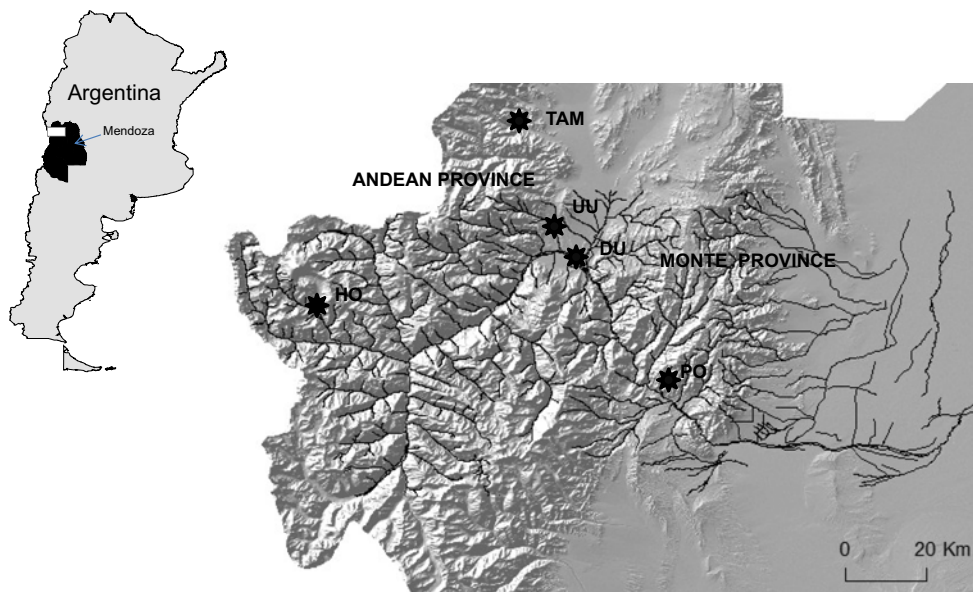 Argentina
Mendoza
TAM
ANDEAN PROVINCE
UU
DU
MONTE PROVINCE
HO
PO
0 20 Km